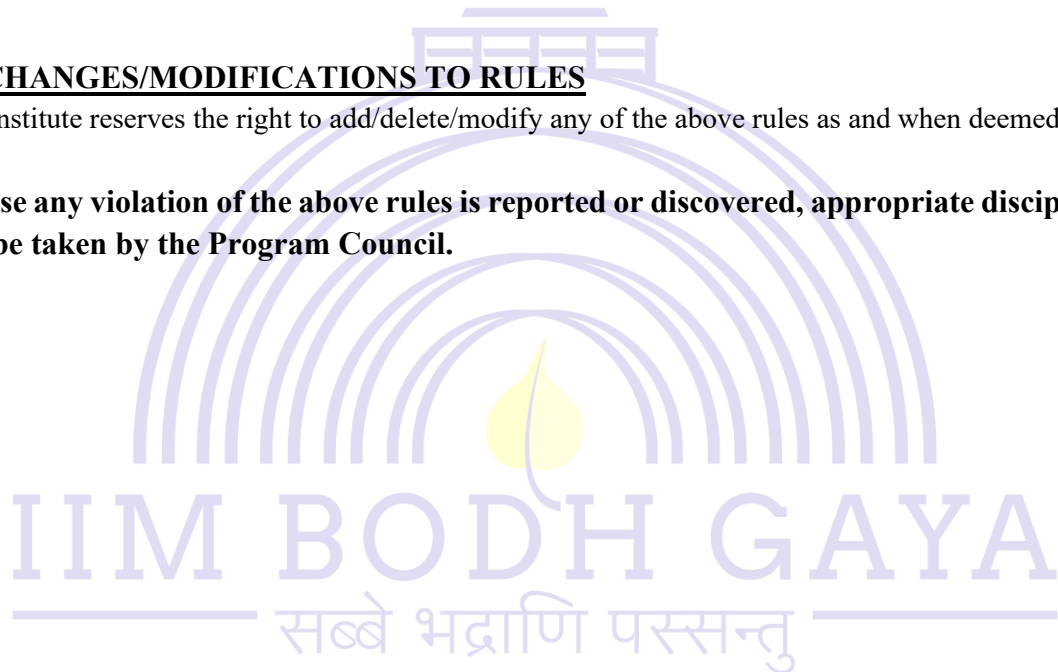 CHANGES/MODIFICATIONS TO RULES
nstitute reserves the right to add/delete/modify any of the above rules as and when deemed
se any violation of the above rules is reported or discovered, appropriate discip
be taken by the Program Council.
IIM BODH GAYA
सब्बे भद्राणि पस्सन्तु